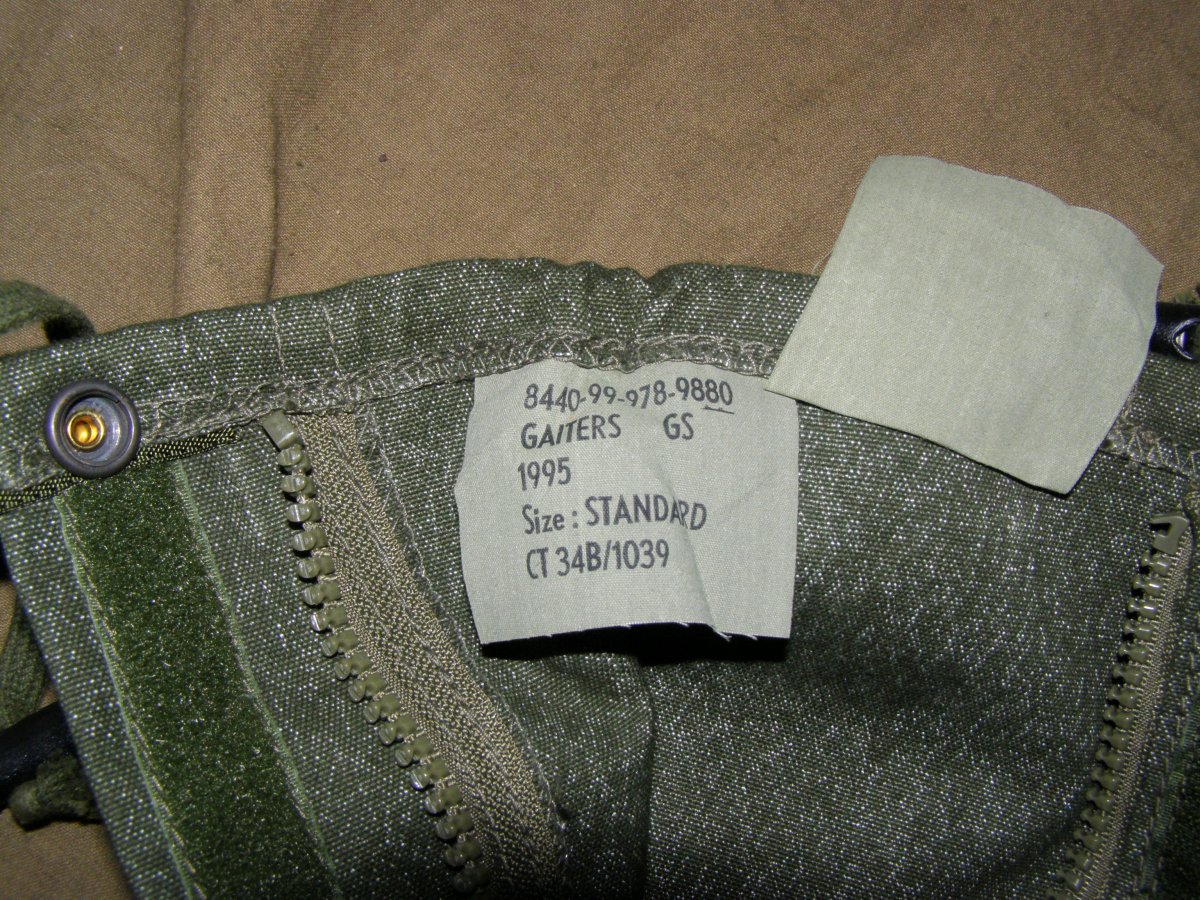 8440-99-978-9880
GAITERS GS
1995
Size : STANDARD
CT 34B/1039